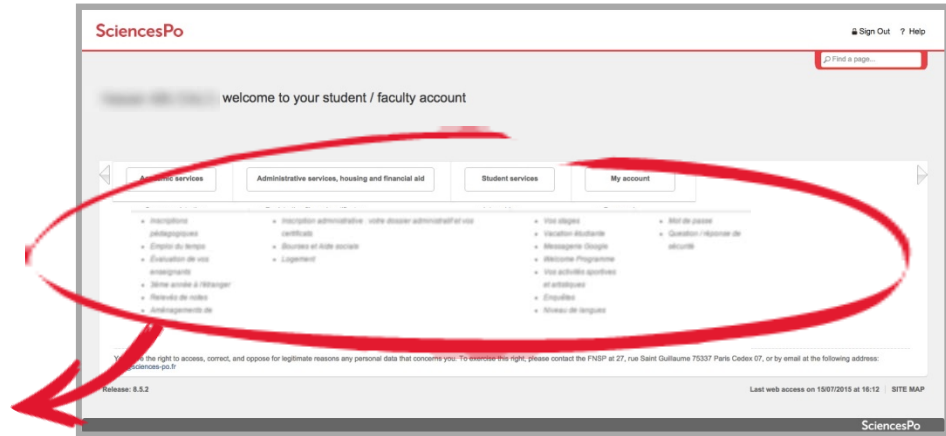 SciencesPo
Sign Out ? Help
Find a page...
welcome to your student / faculty account
services
Administrative services, housing and financial aid
Student services
My account
Inscriptions pédagogiques
Emploi du temps
Évaluation de vos enseignants
3ème année à l'étranger
Relevés de notes
Aménagements de
Inscription administrative : votre dossier administratif et vos certificats
Bourses et Aide sociale
Logement
Vos stages
Vacation étudiante
Messagerie Google
Welcome Programme
Vos activités sportives et artistiques
Enquêtes
Niveau de langues
Mot de passe
Question / réponse de sécurité
the right to access, correct, and oppose for legitimate reasons any personal data that concerns you. To exercise this right, please contact the FNSP at 27, rue Saint Guillaume 75337 Paris Cedex 07, or by email at the following address:
sciences-po.fr
Release: 8.5.2
Last web access on 15/07/2015 at 16:12 | SITE MAP
SciencesPo